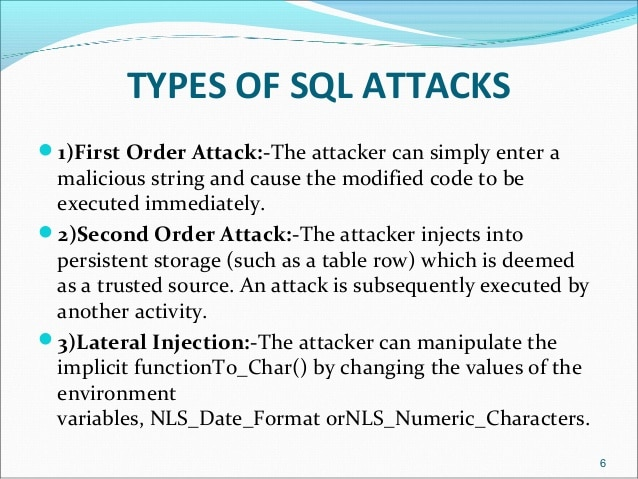 TYPES OF SQL ATTACKS
1)First Order Attack:-The attacker can simply enter a
malicious string and cause the modified code to be
executed immediately.
2)Second Order Attack:-The attacker injects into
persistent storage (such as a table row) which is deemed
as a trusted source. An attack is subsequently executed by
another activity.
3)Lateral Injection:-The attacker can manipulate the
implicit functionTo_Char() by changing the values of the
environment
variables, NLS_Date_Format orNLS_Numeric_Characters.
6